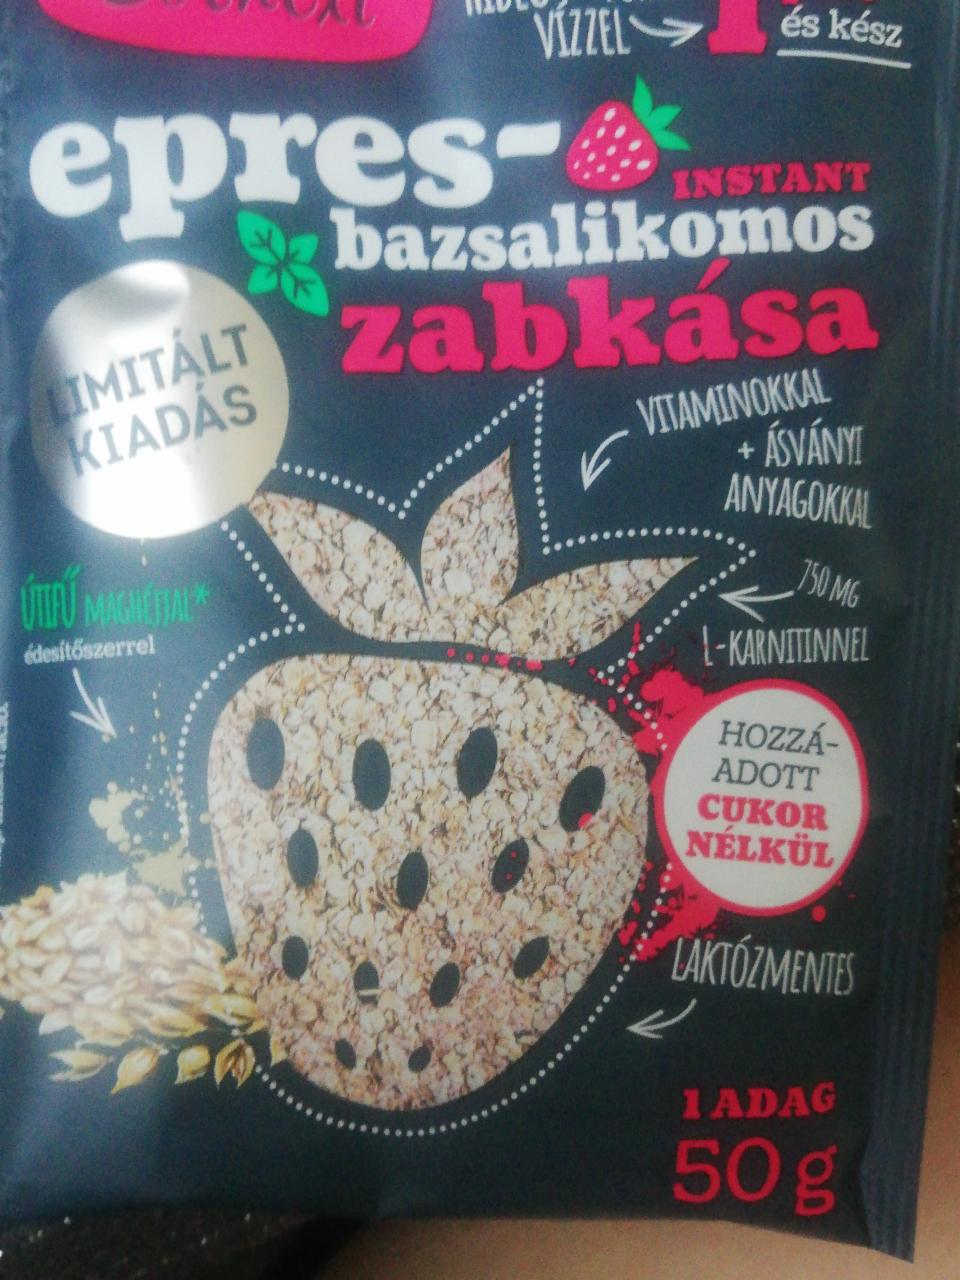 VÍZZEL
és kész
epres-
INSTANT
bazsalikomos
zabkása
LIMITÁLT
KIADÁS
VITAMINOKKAL
+ ÁSVÁNYI
ANYAGOKKAL
ÚTIFŰ MAGHÉJJAL*
édesítőszerrel
750 MG
L-KARNITINNEL
HOZZÁ-
ADOTT
CUKOR
NÉLKÜL
LAKTÓZMENTES
1 ADAG
50 g